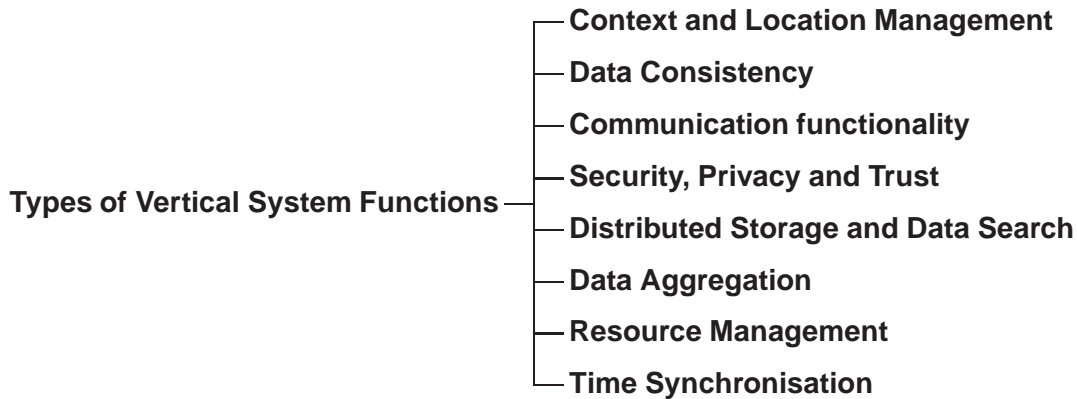 Context and Location Management
Data Consistency
Communication functionality
Security, Privacy and Trust
Types of Vertical System Functions
Distributed Storage and Data Search
Data Aggregation
Resource Management
Time Synchronisation